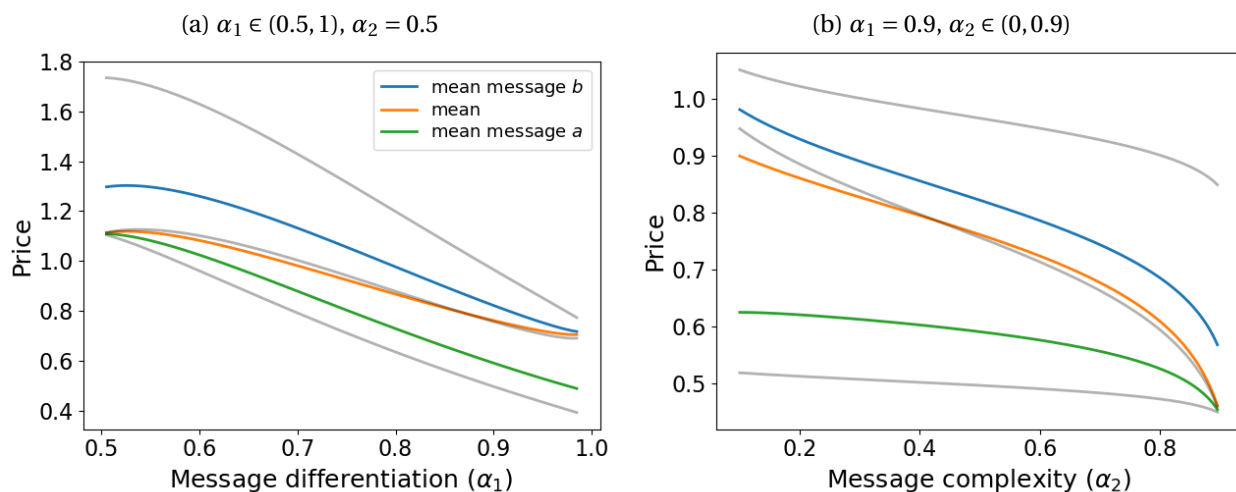 (a) α₁ ∈ (0.5, 1), α₂ = 0.5
1.8
1.6
1.4
1.2
1.0
0.8
0.6
0.4
Price
mean message b
mean
mean message a
0.5 0.6 0.7 0.8 0.9 1.0
Message differentiation (α₁)
(b) α₁ = 0.9, α₂ ∈ (0, 0.9)
1.0
0.9
0.8
0.7
0.6
0.5
Price
0.2 0.4 0.6 0.8
Message complexity (α₂)